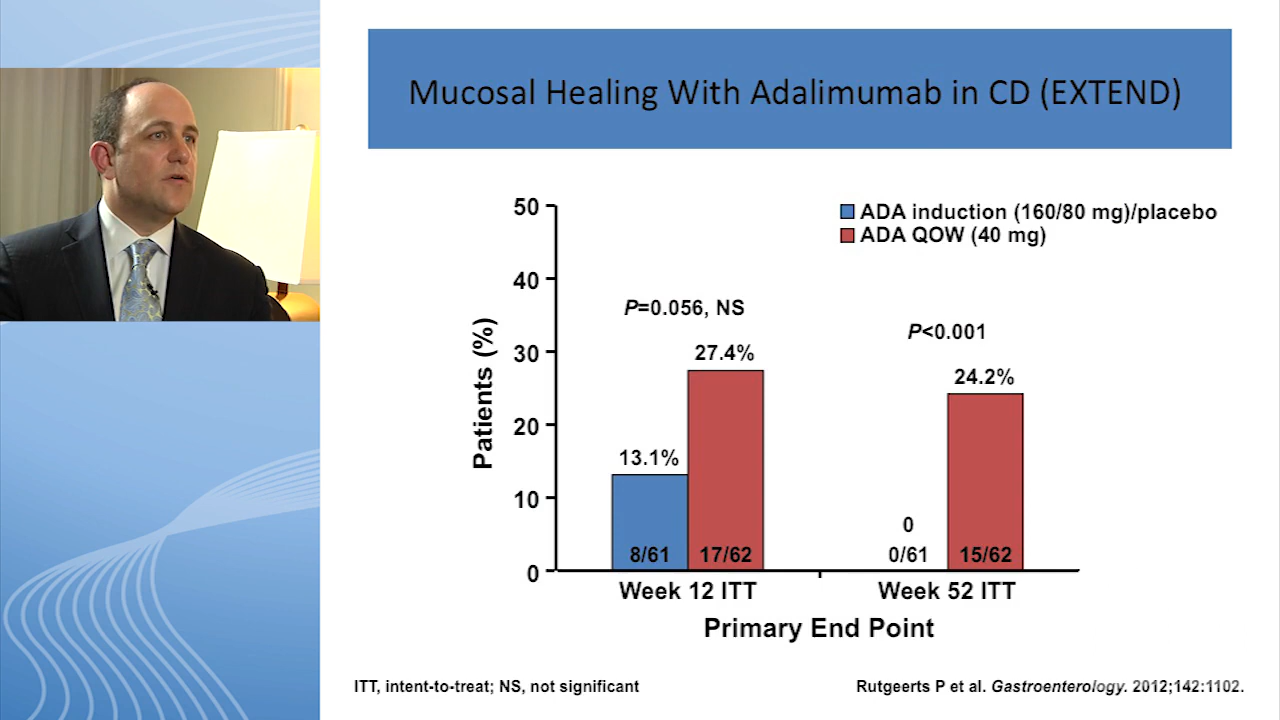 Mucosal Healing With Adalimumab in CD (EXTEND)
ADA induction (160/80 mg)/placebo
ADA QOW (40 mg)
Patients (%)
50
40
30
20
10
0
P=0.056, NS
27.4%
13.1%
8/61
17/62
P<0.001
24.2%
0
0/61
15/62
Week 12 ITT
Week 52 ITT
Primary End Point
ITT, intent-to-treat; NS, not significant
Rutgeerts P et al. Gastroenterology. 2012;142:1102.